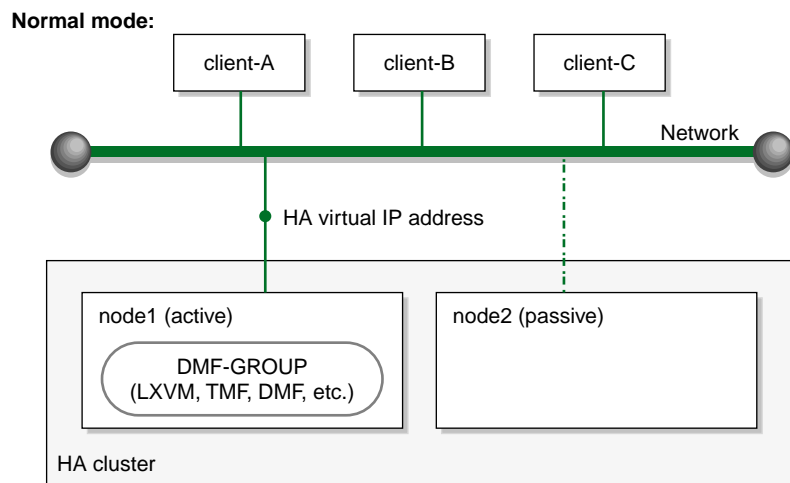 Normal mode:
client-A
client-B
client-C
Network
HA virtual IP address
node1 (active)
node2 (passive)
DMF-GROUP
(LXVM, TMF, DMF, etc.)
HA cluster